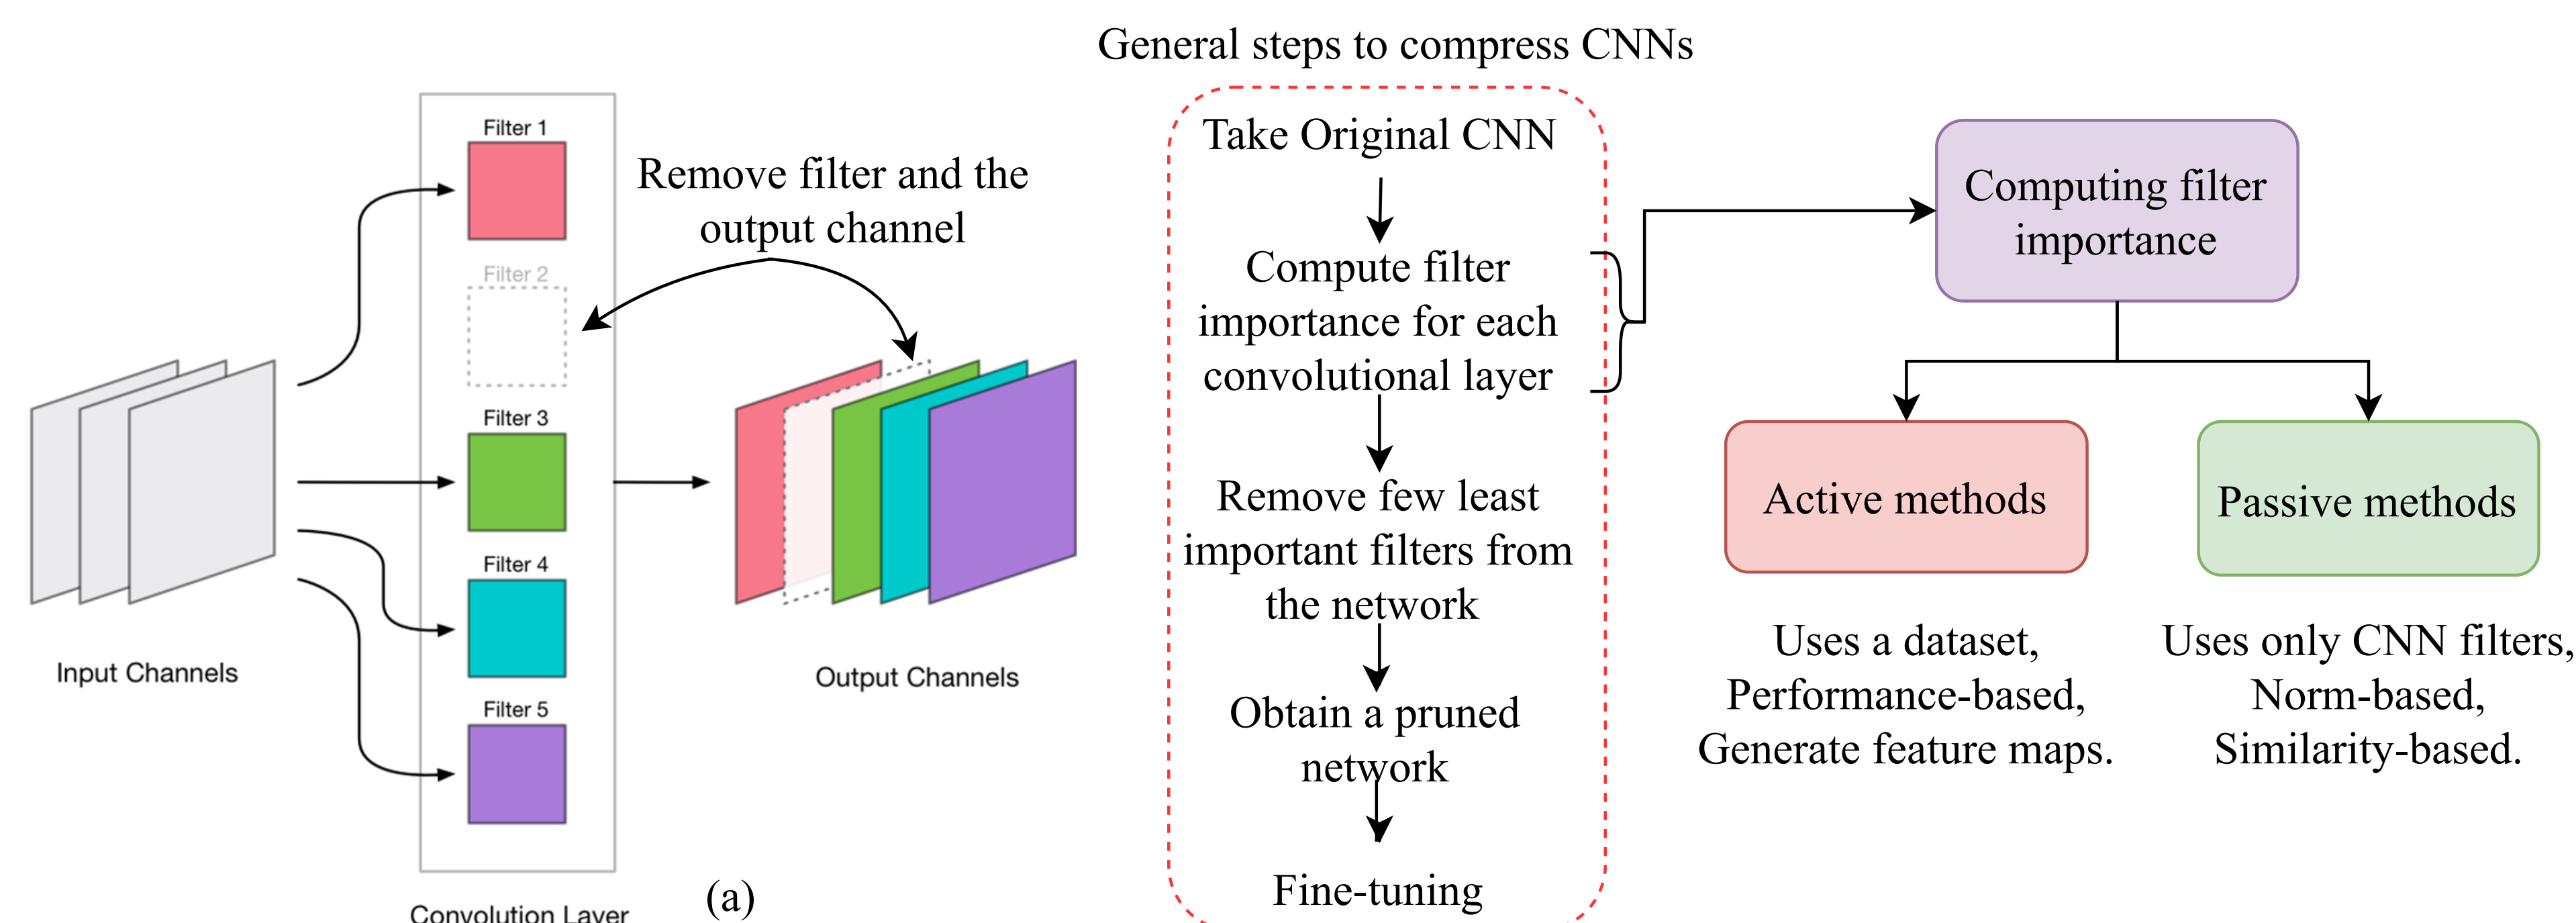 General steps to compress CNNs
Filter 1
Remove filter and the
output channel
Filter 2
Filter 3
Filter 4
Filter 5
Input Channels
Output Channels
Convolution Layer
(a)
Take Original CNN
Compute filter
importance for each
convolutional layer
Remove few least
important filters from
the network
Obtain a pruned
network
Fine-tuning
Computing filter
importance
Active methods
Uses a dataset,
Performance-based,
Generate feature maps.
Passive methods
Uses only CNN filters,
Norm-based,
Similarity-based.